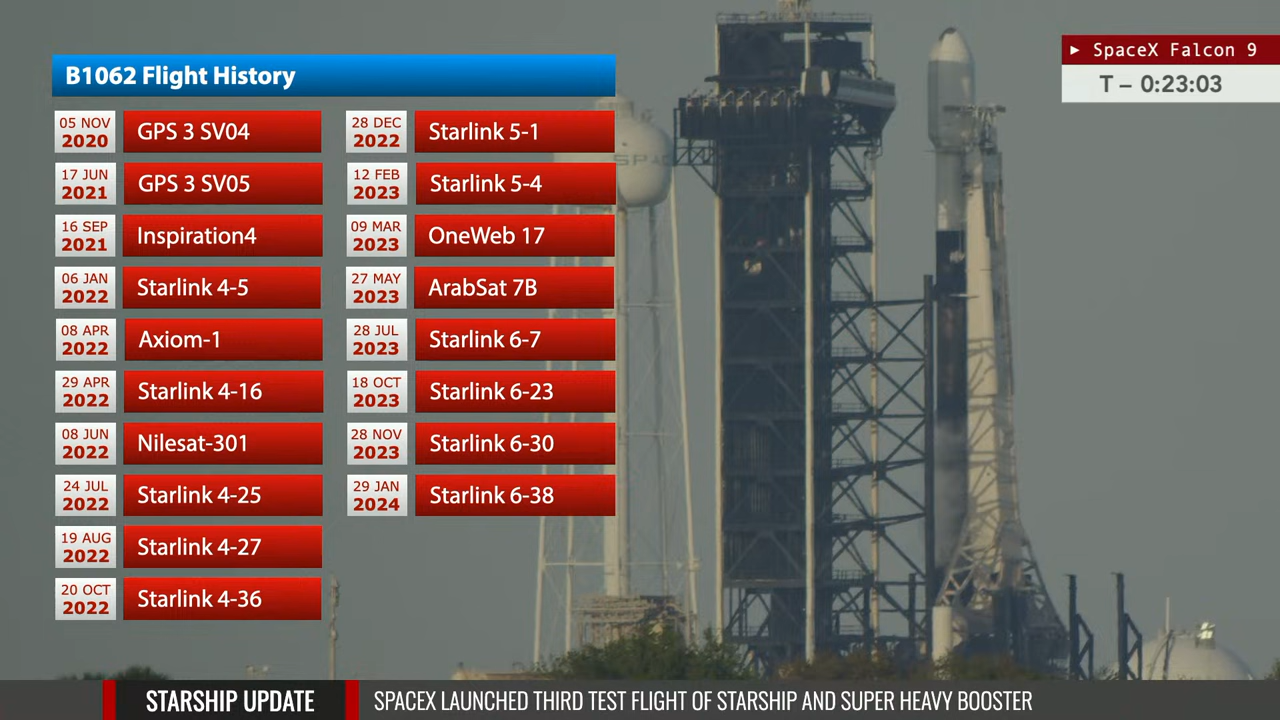 B1062 Flight History
05 NOV
2020
GPS 3 SV04
17 JUN
2021
GPS 3 SV05
16 SEP
2021
Inspiration4
06 JAN
2022
Starlink 4-5
08 APR
2022
Axiom-1
29 APR
2022
Starlink 4-16
08 JUN
2022
Nilesat-301
24 JUL
2022
Starlink 4-25
19 AUG
2022
Starlink 4-27
20 OCT
2022
Starlink 4-36
28 DEC
2022
Starlink 5-1
12 FEB
2023
Starlink 5-4
09 MAR
2023
OneWeb 17
27 MAY
2023
ArabSat 7B
28 JUL
2023
Starlink 6-7
18 OCT
2023
Starlink 6-23
28 NOV
2023
Starlink 6-30
29 JAN
2024
Starlink 6-38
► SpaceX Falcon 9
T – 0:23:03
SPA
STARSHIP UPDATE
SPACEX LAUNCHED THIRD TEST FLIGHT OF STARSHIP AND SUPER HEAVY BOOSTER